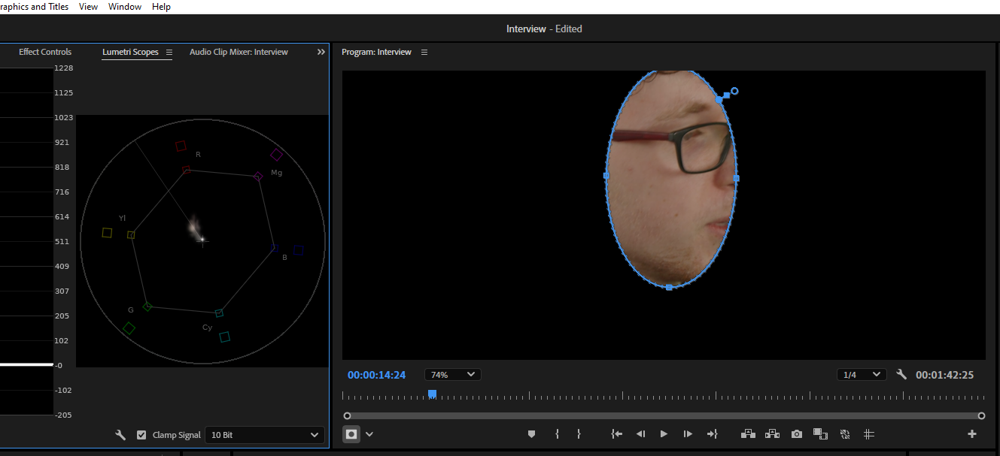 raphics and Titles View Window Help
Interview - Edited
Effect Controls Lumetri Scopes Audio Clip Mixer: Interview
Program: Interview
1228
1125
1023
921
818
716
614
511
409
307
205
102
-0
-102
-205
R
Mg
Yl
B
G
Cy
Clamp Signal 10 Bit
00:00:14:24 74% 1/4 00:01:42:25